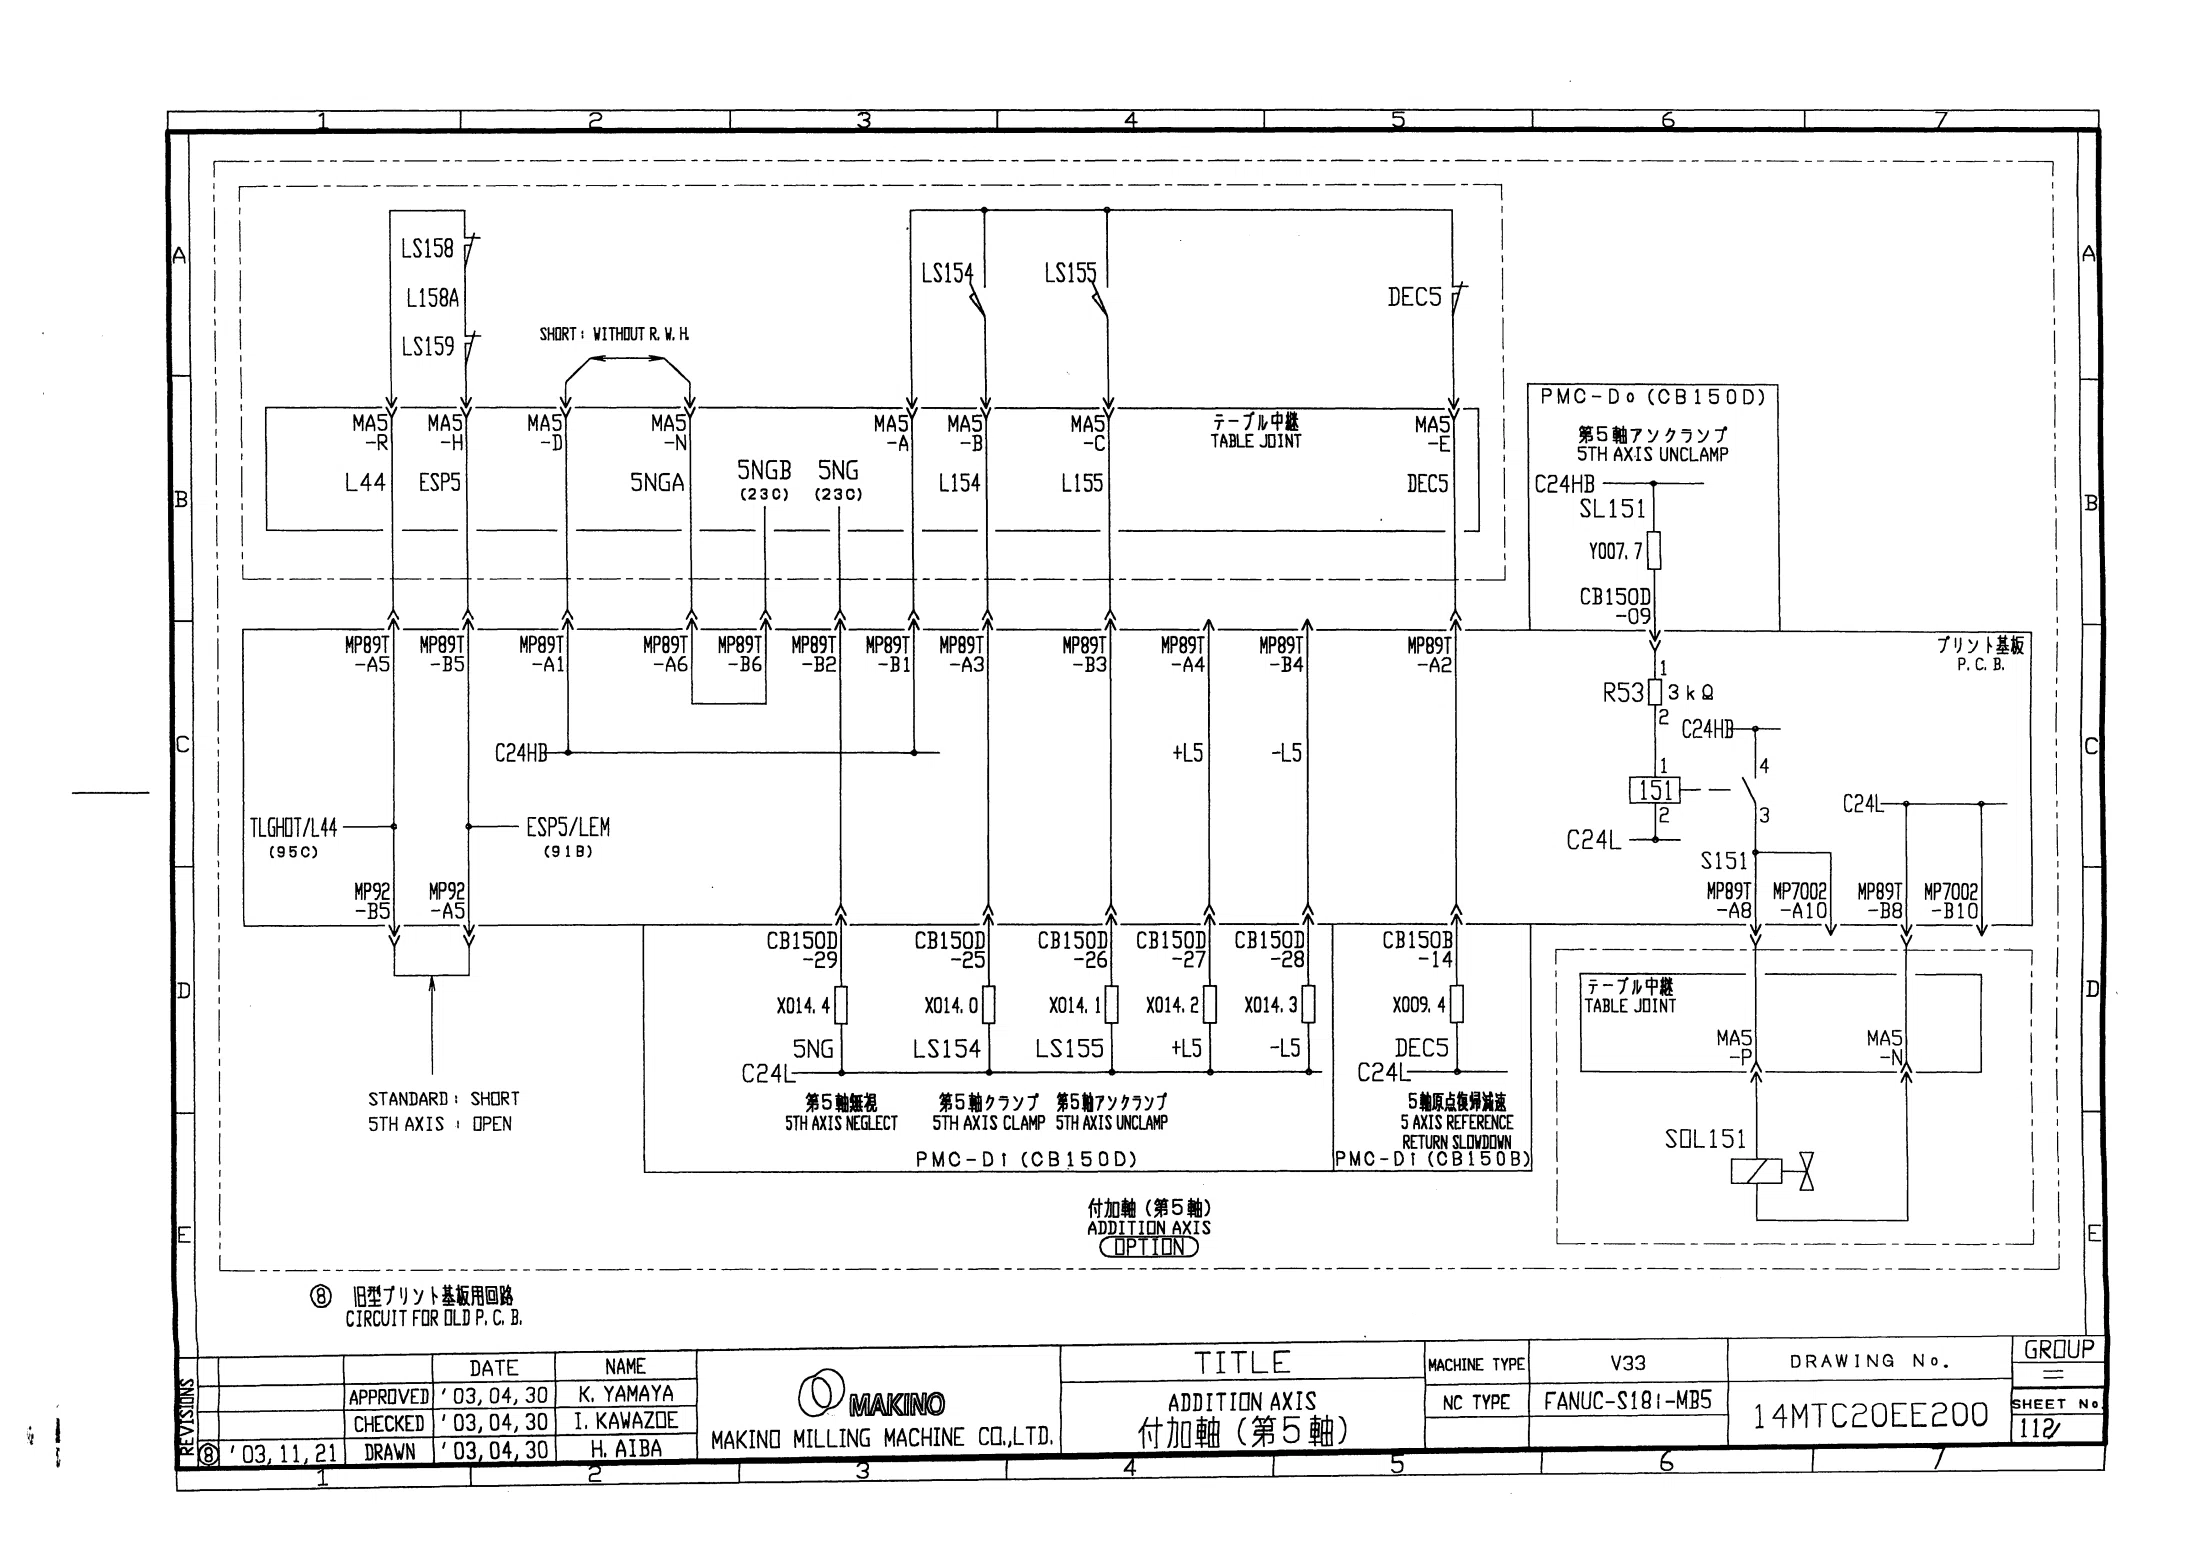 1 2 3 4 5 6 7
A A
LS158
L158A
LS159
LS154
LS155
DEC5
SHORT: WITHOUT R.W.H.
B B
MA5 -R
MA5 -H
MA5 -D
MA5 -N
MA5 -A
MA5 -B
MA5 -C
テーブル中継
TABLE JOINT
MA5 -E
L44
ESP5
5NGA
5NGB (23C)
5NG (23C)
L154
L155
DEC5
PMC-Do(CB150D)
第5軸アンクランプ
5TH AXIS UNCLAMP
C24HB
SL151
Y007.7
CB150D
-09
C C
MP89T -A5
MP89T -B5
MP89T -A1
MP89T -A6
MP89T -B6
MP89T -B2
MP89T -B1
MP89T -A3
MP89T -B3
MP89T -A4
MP89T -B4
MP89T -A2
プリント基板
P.C.B.
1
R53 3kΩ
2
C24HB
C24HB
+L5
-L5
1
4
151
2
3
C24L
C24L
TLGHOT/L44
(95C)
ESP5/LEM
(91B)
S151
MP92 -B5
MP92 -A5
MP89T -A8
MP7002 -A10
MP89T -B8
MP7002 -B10
D D
CB150D -29
CB150D -25
CB150D -26
CB150D -27
CB150D -28
CB150B -14
X014.4
X014.0
X014.1
X014.2
X014.3
X009.4
5NG
LS154
LS155
+L5
-L5
DEC5
C24L
C24L
テーブル中継
TABLE JOINT
MA5 -P
MA5 -N
STANDARD: SHORT
5TH AXIS : OPEN
第5軸無視
5TH AXIS NEGLECT
第5軸クランプ
5TH AXIS CLAMP
第5軸アンクランプ
5TH AXIS UNCLAMP
5軸原点復帰減速
5 AXIS REFERENCE
RETURN SLOWDOWN
PMC-Di(CB150D)
PMC-Di(CB150B)
SOL151
E E
付加軸(第5軸)
ADDITION AXIS
OPTION
⑧ 旧型プリント基板用回路
CIRCUIT FOR OLD P.C.B.
REVISIONS
⑧ '03,11,21
DATE NAME
APPROVED '03,04,30 K. YAMAYA
CHECKED '03,04,30 I. KAWAZOE
DRAWN '03,04,30 H. AIBA
MAKINO
MAKINO MILLING MACHINE CO.,LTD.
TITLE
ADDITION AXIS
付加軸(第5軸)
MACHINE TYPE V33
NC TYPE FANUC-S18i-MB5
DRAWING No.
14MTC20EE200
GROUP
=
SHEET No.
112
1 2 3 4 5 6 7